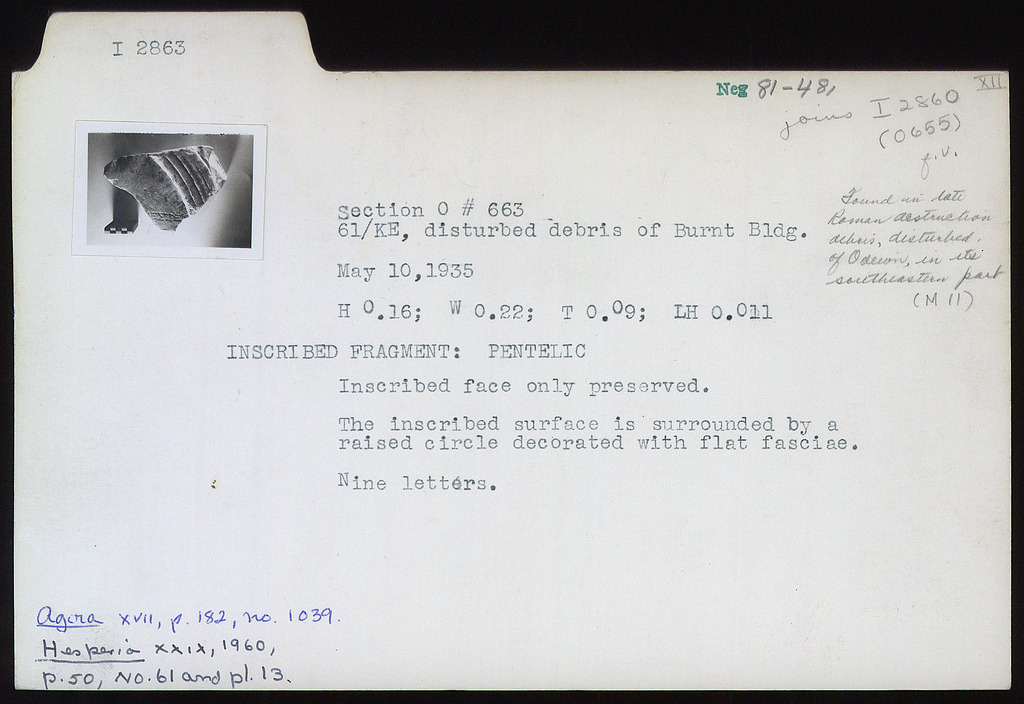 I 2863
Neg 81-48,
XII
joins I 2860
(O655)
q.v.
Section O # 663
61/KE, disturbed debris of Burnt Bldg.
May 10,1935
H 0.16; W 0.22; T 0.09; LH 0.011
Found in late
Roman destruction
debris, disturbed,
of Odeion, in its
southeastern part
(M 11)
INSCRIBED FRAGMENT: PENTELIC
Inscribed face only preserved.
The inscribed surface is surrounded by a
raised circle decorated with flat fasciae.
Nine letters.
Agora XVII, p. 182, no. 1039.
Hesperia XXIX, 1960,
p.50, No.61 and pl. 13.